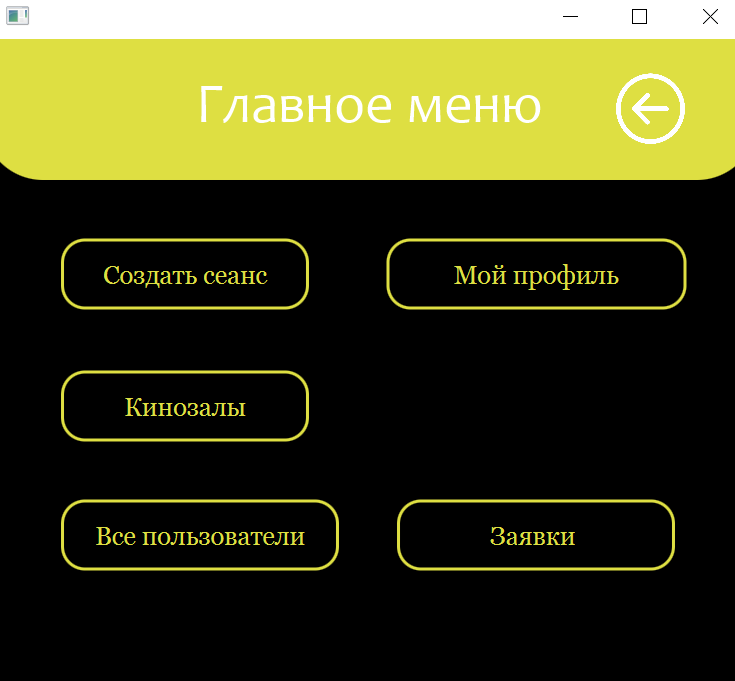 Главное меню
Создать сеанс
Мой профиль
Кинозалы
Все пользователи
Заявки